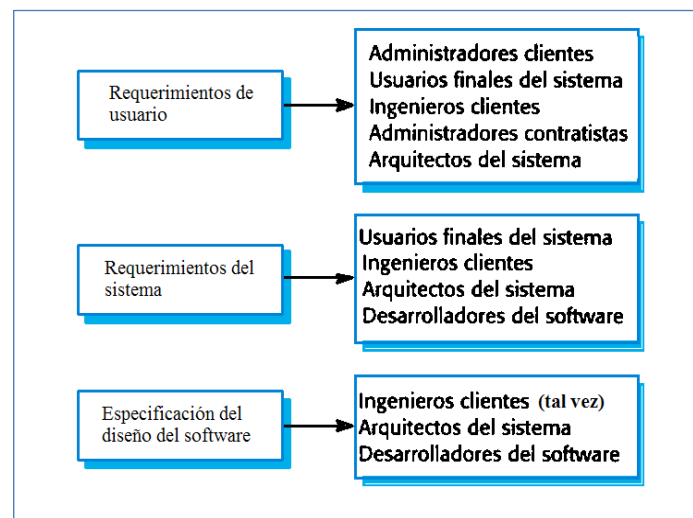 Requerimientos de
usuario
Administradores clientes
Usuarios finales del sistema
Ingenieros clientes
Administradores contratistas
Arquitectos del sistema
Requerimientos del
sistema
Usuarios finales del sistema
Ingenieros clientes
Arquitectos del sistema
Desarrolladores del software
Especificación del
diseño del software
Ingenieros clientes (tal vez)
Arquitectos del sistema
Desarrolladores del software